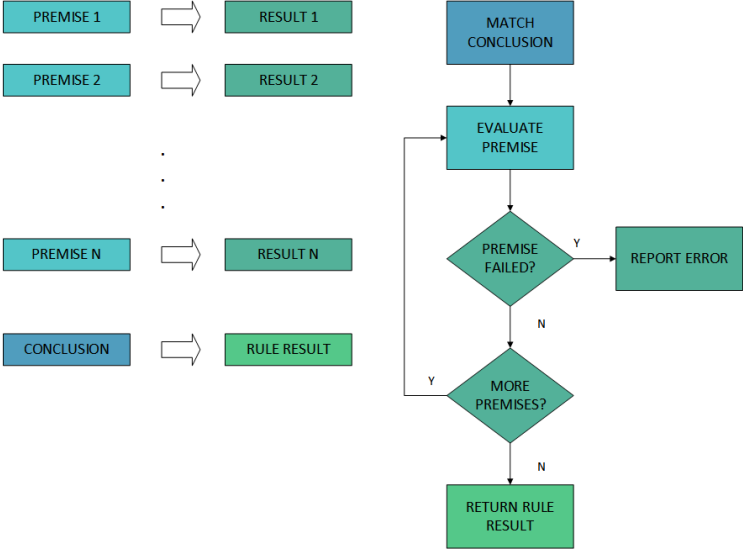 PREMISE 1
RESULT 1
PREMISE 2
RESULT 2
.
.
.
PREMISE N
RESULT N
CONCLUSION
RULE RESULT
MATCH
CONCLUSION
EVALUATE
PREMISE
PREMISE
FAILED?
Y
REPORT ERROR
N
MORE
PREMISES?
Y
N
RETURN RULE
RESULT